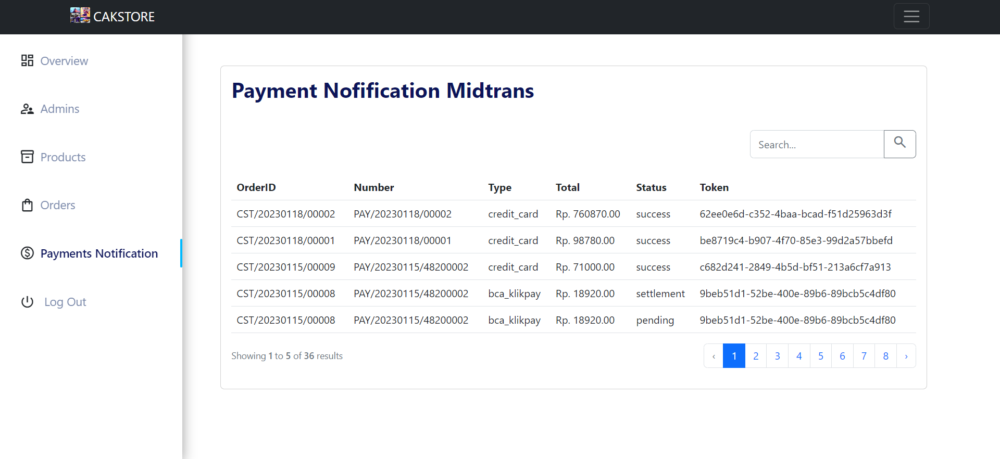 CAKSTORE
Overview
Admins
Products
Orders
Payments Notification
Log Out
Payment Nofification Midtrans
Search...
OrderID Number Type Total Status Token
CST/20230118/00002 PAY/20230118/00002 credit_card Rp. 760870.00 success 62ee0e6d-c352-4baa-bcad-f51d25963d3f
CST/20230118/00001 PAY/20230118/00001 credit_card Rp. 98780.00 success be8719c4-b907-4f70-85e3-99d2a57bbefd
CST/20230115/00009 PAY/20230115/48200002 credit_card Rp. 71000.00 success c682d241-2849-4b5d-bf51-213a6cf7a913
CST/20230115/00008 PAY/20230115/48200002 bca_klikpay Rp. 18920.00 settlement 9beb51d1-52be-400e-89b6-89bcb5c4df80
CST/20230115/00008 PAY/20230115/48200002 bca_klikpay Rp. 18920.00 pending 9beb51d1-52be-400e-89b6-89bcb5c4df80
Showing 1 to 5 of 36 results
‹ 1 2 3 4 5 6 7 8 ›